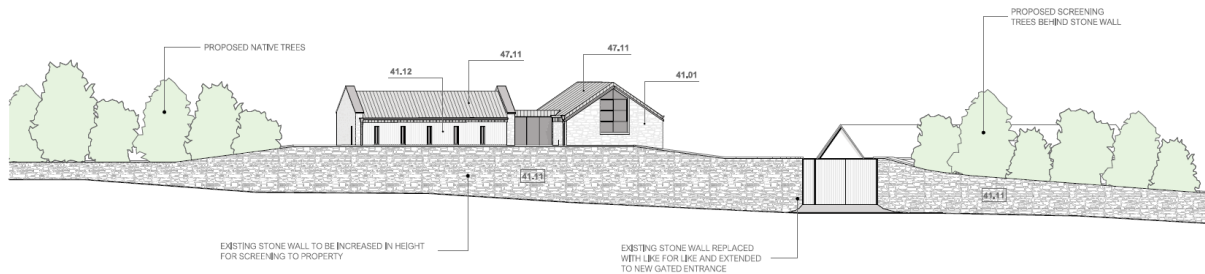 PROPOSED SCREENING
TREES BEHIND STONE WALL
PROPOSED NATIVE TREES
47.11
47.11
41.12
41.01
41.11
41.11
EXISTING STONE WALL TO BE INCREASED IN HEIGHT
FOR SCREENING TO PROPERTY
EXISTING STONE WALL REPLACED
WITH LIKE FOR LIKE AND EXTENDED
TO NEW GATED ENTRANCE